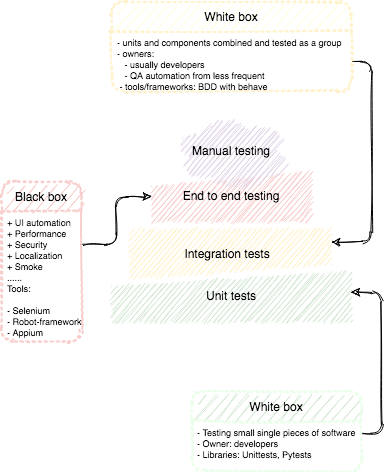 White box
- units and components combined and tested as a group
- owners:
- usually developers
- QA automation from less frequent
- tools/frameworks: BDD with behave
Manual testing
End to end testing
Integration tests
Unit tests
Black box
+ UI automation
+ Performance
+ Security
+ Localization
+ Smoke
......
Tools:
- Selenium
- Robot-framework
- Appium
White box
- Testing small single pieces of software
- Owner: developers
- Libraries: Unittests, Pytests